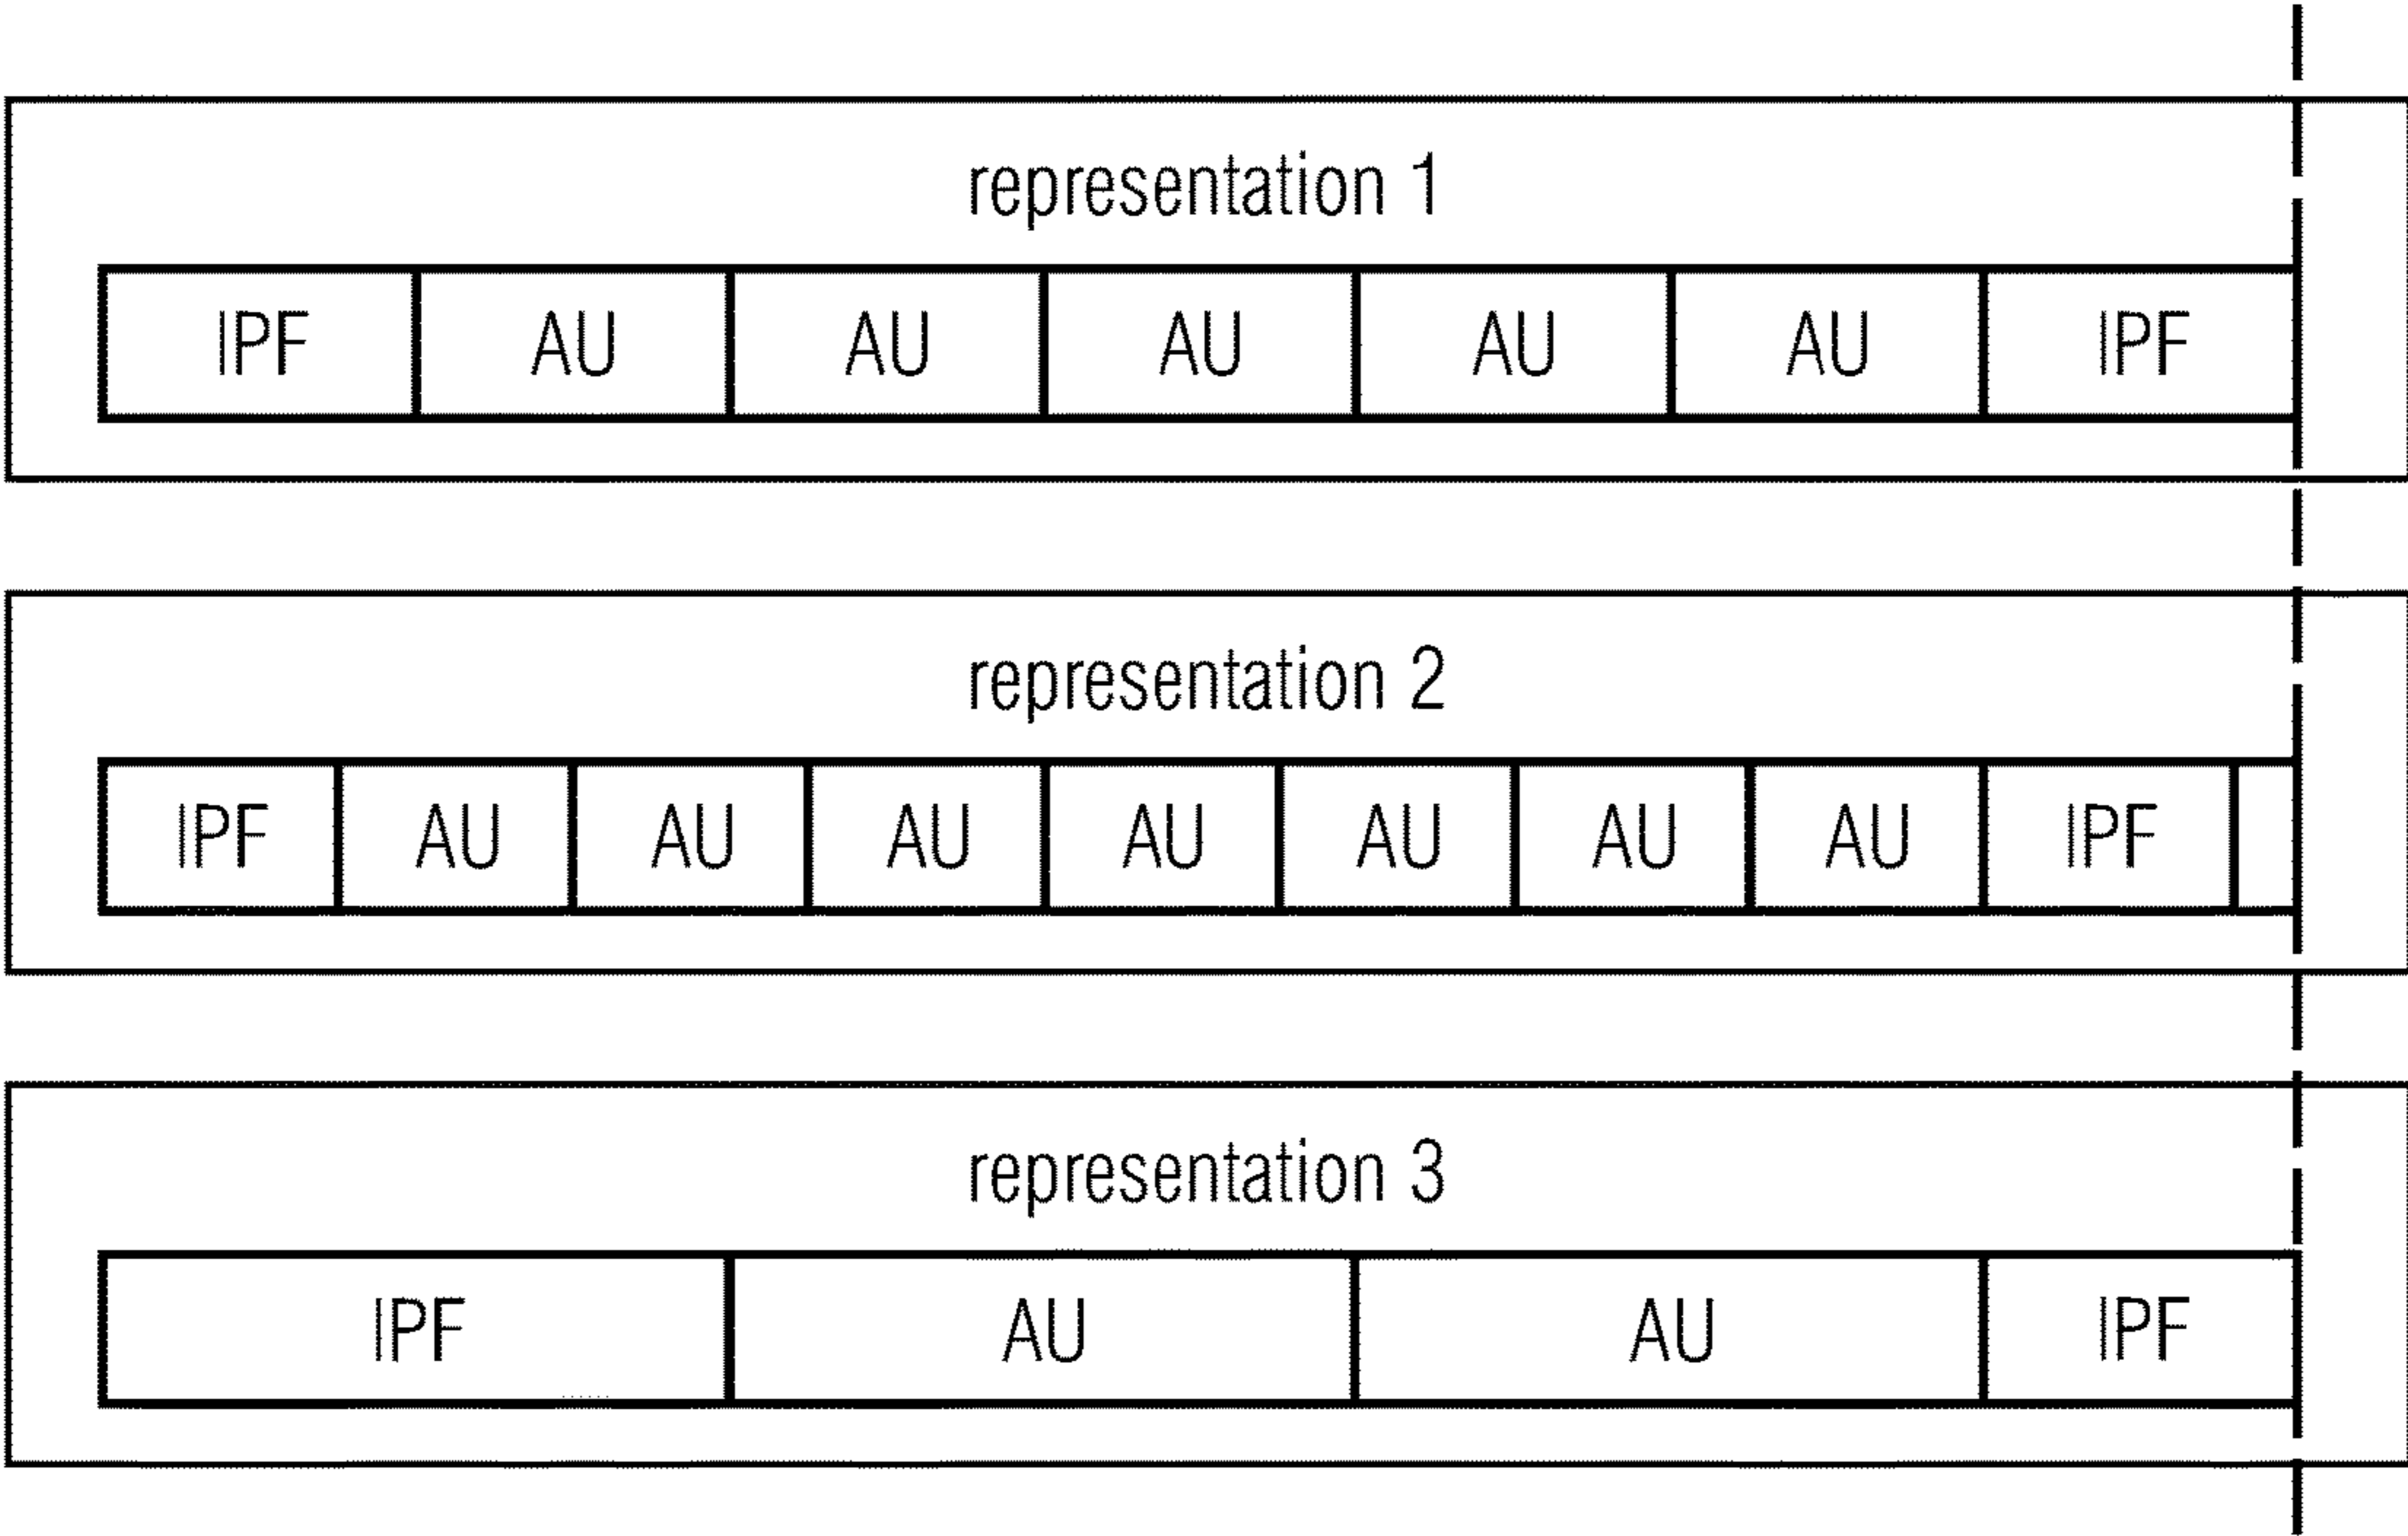 representation 1
IPF AU AU AU AU AU IPF
representation 2
IPF AU AU AU AU AU AU AU IPF
representation 3
IPF AU AU IPF